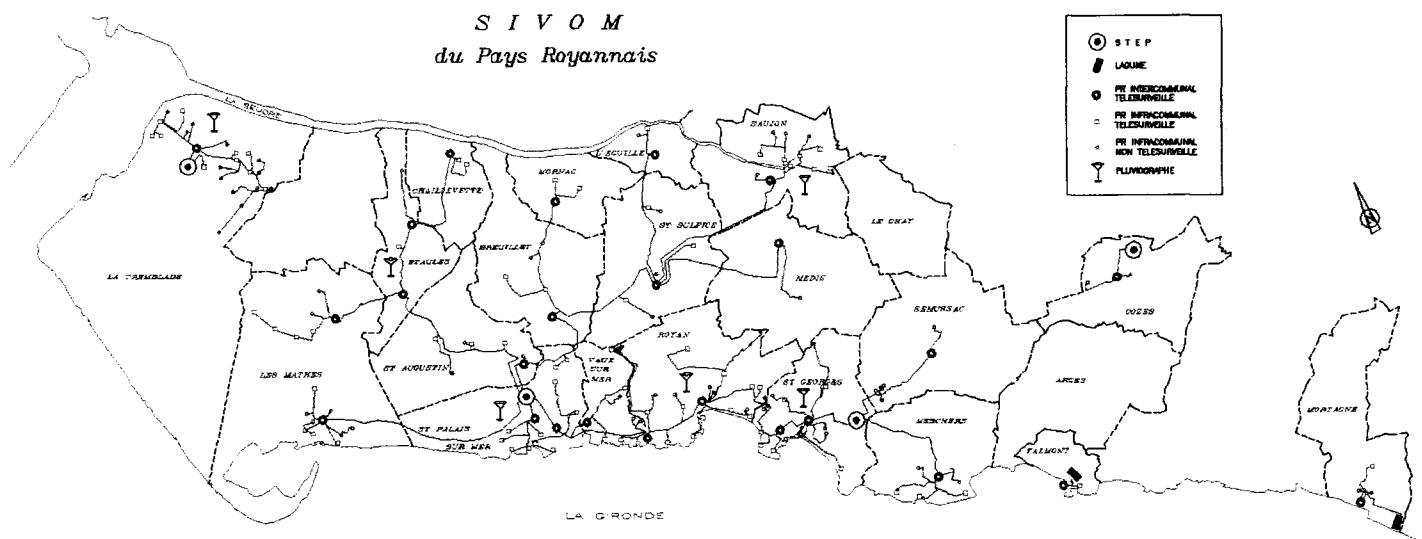 S I V O M
du Pays Royannais
STEP
LAGUNE
PR INTERCOMMUNAL
TELESURVEILLE
PR INFRACOMMUNAL
TELESURVEILLE
PR INFRACOMMUNAL
NON TELESURVEILLE
PLUVIOGRAPHE
LA SEUDRE
SAUJON
L'EGUILLE
CHAILLEVETTE
MORNAC
LE CHAY
ST SULPICE
BREUILLET
ETAULES
LA TREMBLADE
MEDIS
SEMUSSAC
COZES
ROYAN
VAUX
SUR
MER
ST AUGUSTIN
LES MATHES
ST GEORGES
ARCES
MORTAGNE
MESCHERS
ST PALAIS
SUR MER
TALMONT
LA GIRONDE